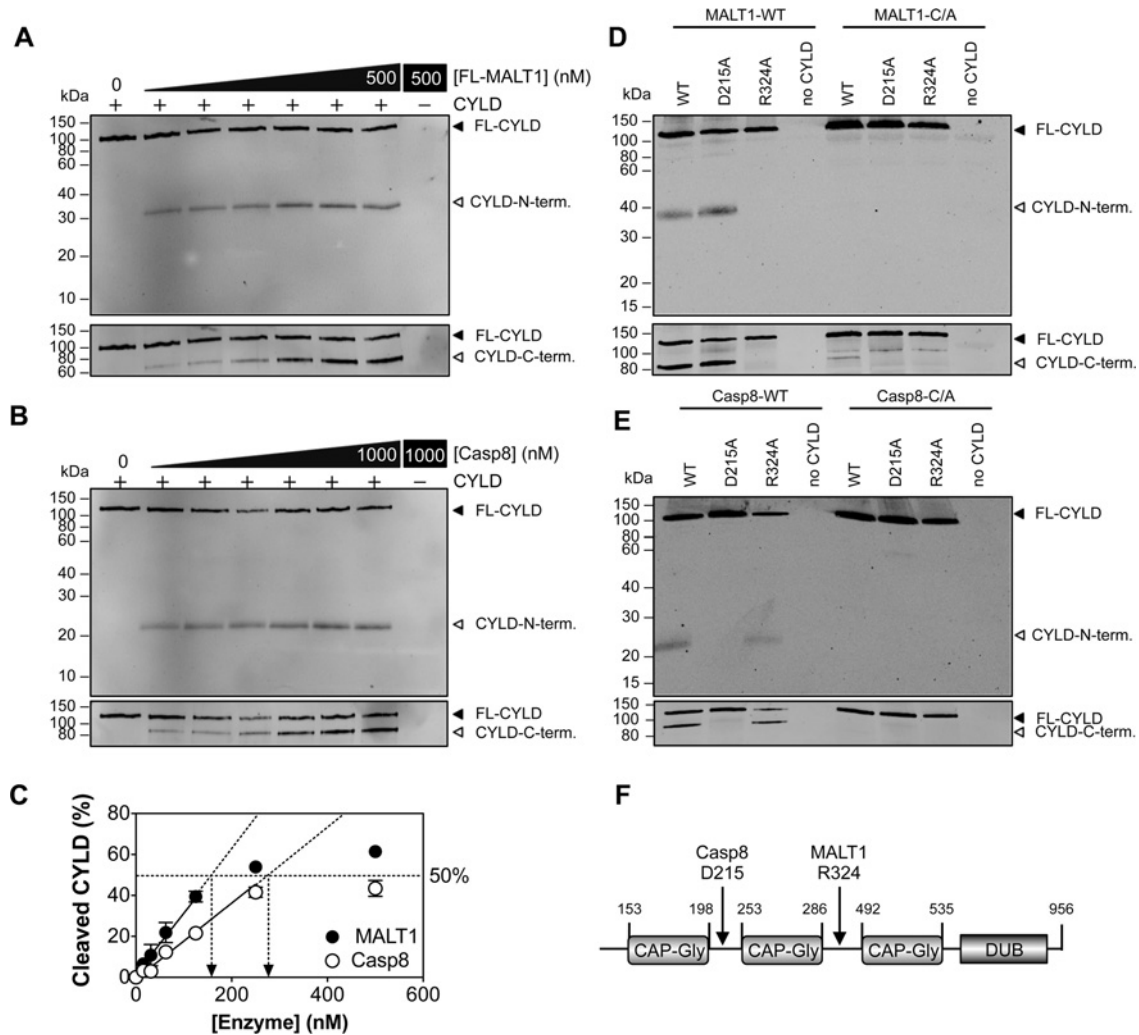 A
0
500
500
[FL-MALT1] (nM)
kDa
+ + + + + + + –
CYLD
150
100
80
60
40
30
20
10
FL-CYLD
CYLD-N-term.
150
100
80
60
FL-CYLD
CYLD-C-term.
B
0
1000
1000
[Casp8] (nM)
kDa
+ + + + + + + –
CYLD
150
100
80
60
40
30
20
10
FL-CYLD
CYLD-N-term.
150
100
80
FL-CYLD
CYLD-C-term.
C
Cleaved CYLD (%)
80
60
40
20
0
50%
MALT1
Casp8
0 200 400 600
[Enzyme] (nM)
D
MALT1-WT MALT1-C/A
WT D215A R324A no CYLD WT D215A R324A no CYLD
kDa
150
100
80
60
40
30
20
15
FL-CYLD
CYLD-N-term.
150
100
80
FL-CYLD
CYLD-C-term.
E
Casp8-WT Casp8-C/A
WT D215A R324A no CYLD WT D215A R324A no CYLD
kDa
150
100
80
60
40
30
20
15
FL-CYLD
CYLD-N-term.
150
100
80
FL-CYLD
CYLD-C-term.
F
Casp8
D215
MALT1
R324
153 198 253 286 492 535 956
CAP-Gly CAP-Gly CAP-Gly DUB